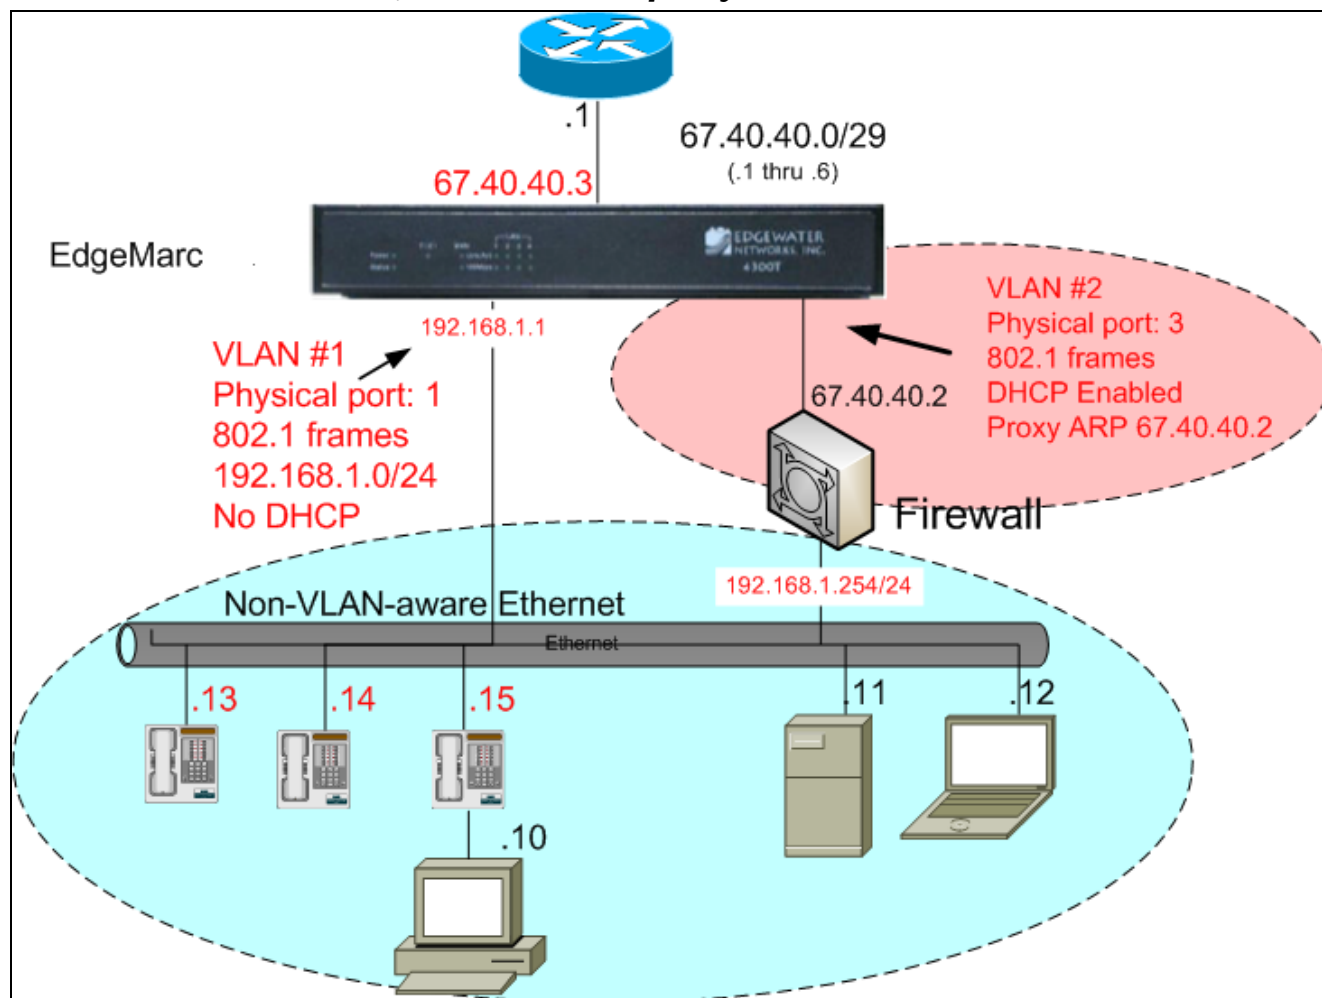 .1
67.40.40.0/29
(.1 thru .6)
67.40.40.3
EDGEWATER
NETWORKS, INC.
4300T
EdgeMarc
.
192.168.1.1
VLAN #1
Physical port: 1
802.1 frames
192.168.1.0/24
No DHCP
VLAN #2
Physical port: 3
802.1 frames
DHCP Enabled
Proxy ARP 67.40.40.2
67.40.40.2
Firewall
192.168.1.254/24
Non-VLAN-aware Ethernet
Ethernet
.13
.14
.15
.11
.12
.10